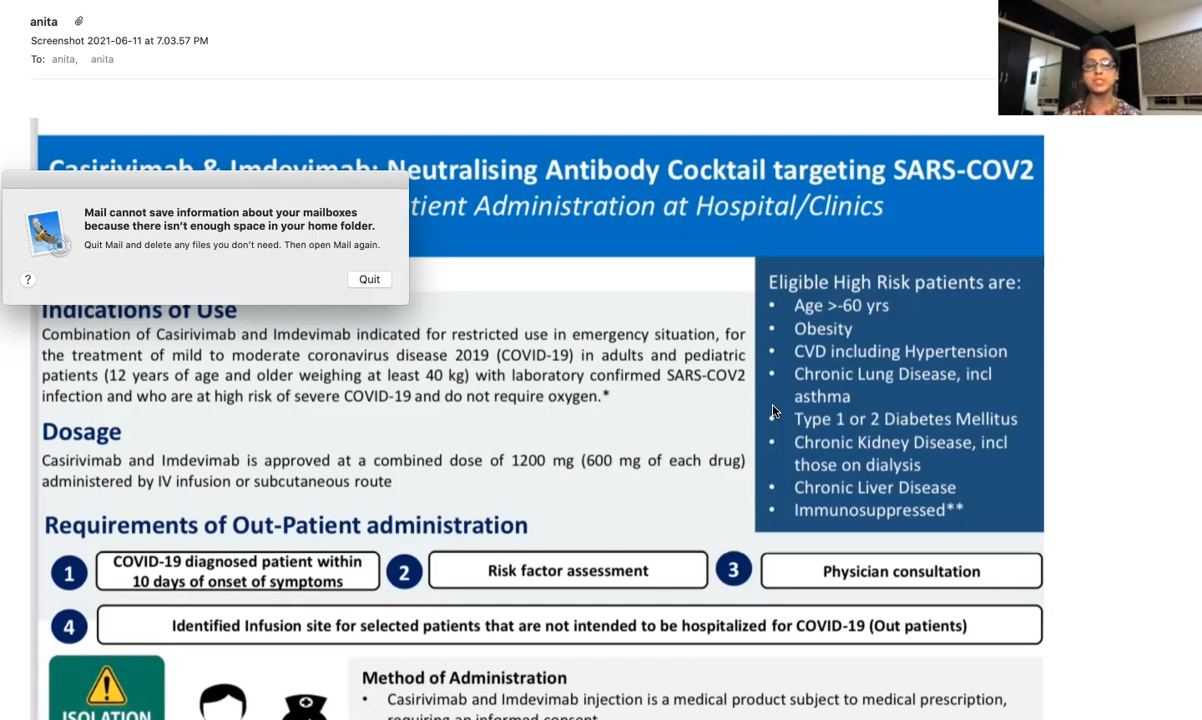 anita
Screenshot 2021-06-11 at 7.03.57 PM
To: anita, anita
Casirivimab & Imdevimab: Neutralising Antibody Cocktail targeting SARS-COV2
tient Administration at Hospital/Clinics
Mail cannot save information about your mailboxes
because there isn't enough space in your home folder.
Quit Mail and delete any files you don't need. Then open Mail again.
?
Quit
Indications of Use
Combination of Casirivimab and Imdevimab indicated for restricted use in emergency situation, for
the treatment of mild to moderate coronavirus disease 2019 (COVID-19) in adults and pediatric
patients (12 years of age and older weighing at least 40 kg) with laboratory confirmed SARS-COV2
infection and who are at high risk of severe COVID-19 and do not require oxygen.*
Dosage
Casirivimab and Imdevimab is approved at a combined dose of 1200 mg (600 mg of each drug)
administered by IV infusion or subcutaneous route
Eligible High Risk patients are:
• Age >-60 yrs
• Obesity
• CVD including Hypertension
• Chronic Lung Disease, incl
asthma
• Type 1 or 2 Diabetes Mellitus
• Chronic Kidney Disease, incl
those on dialysis
• Chronic Liver Disease
• Immunosuppressed**
Requirements of Out-Patient administration
1 COVID-19 diagnosed patient within
10 days of onset of symptoms
2 Risk factor assessment
3 Physician consultation
4 Identified Infusion site for selected patients that are not intended to be hospitalized for COVID-19 (Out patients)
ISOLATION
Method of Administration
• Casirivimab and Imdevimab injection is a medical product subject to medical prescription,
requiring an informed consent